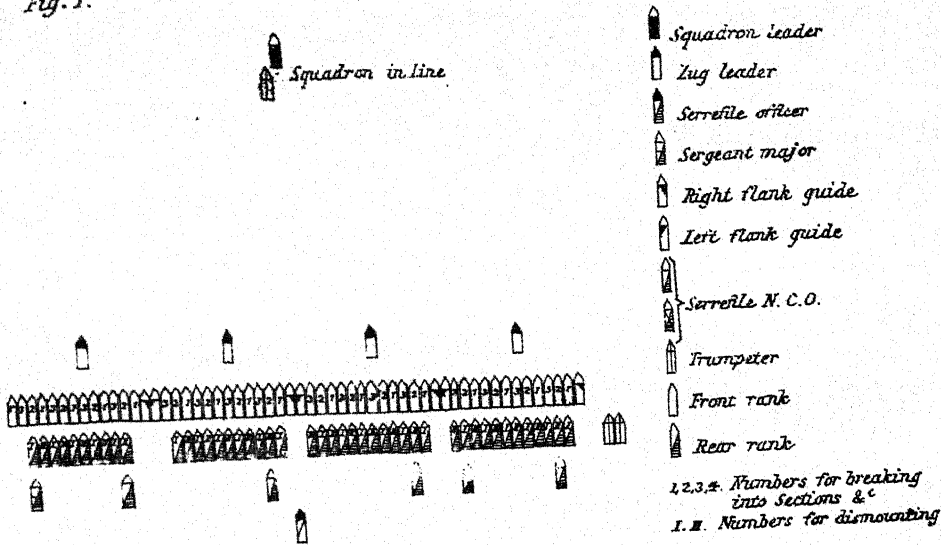 Fig. 1.
Squadron in line
Squadron leader
Zug leader
Serrefile officer
Sergeant major
Right flank guide
Left flank guide
Serrefile N.C.O.
Trumpeter
Front rank
Rear rank
1,2,3,4. Numbers for breaking
into Sections &c
I. II. Numbers for dismounting